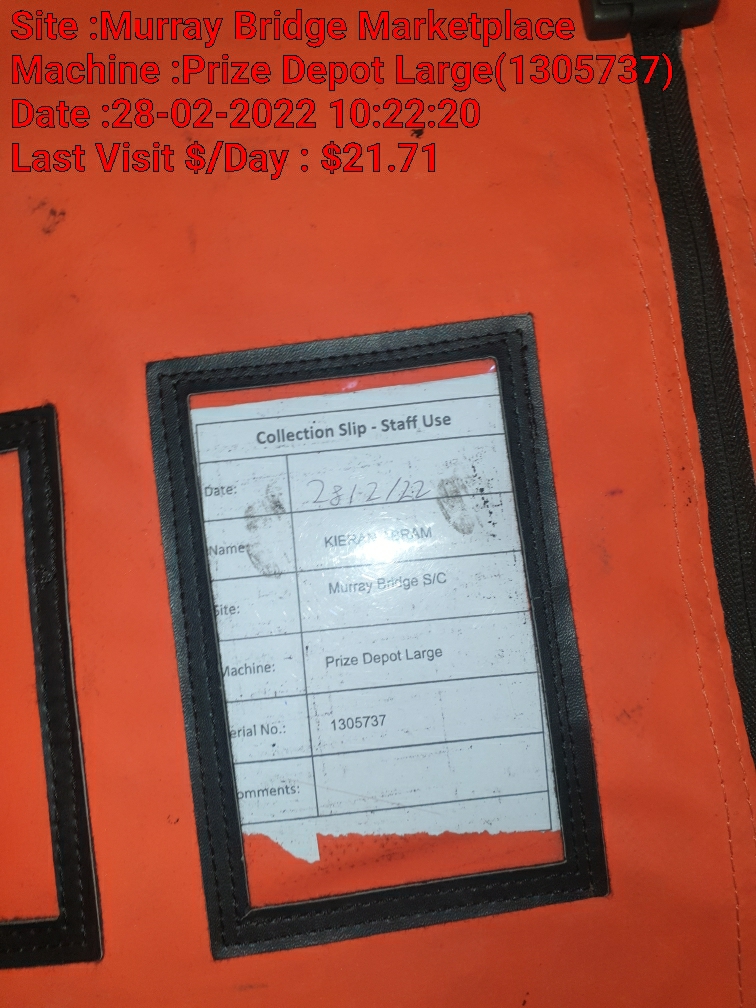 Site :Murray Bridge Marketplace
Machine :Prize Depot Large(1305737)
Date :28-02-2022 10:22:20
Last Visit $/Day : $21.71
Collection Slip - Staff Use
Date: 28/2/22
Name: KIERAN
Site: Murray Bridge S/C
Machine: Prize Depot Large
erial No.: 1305737
omments: